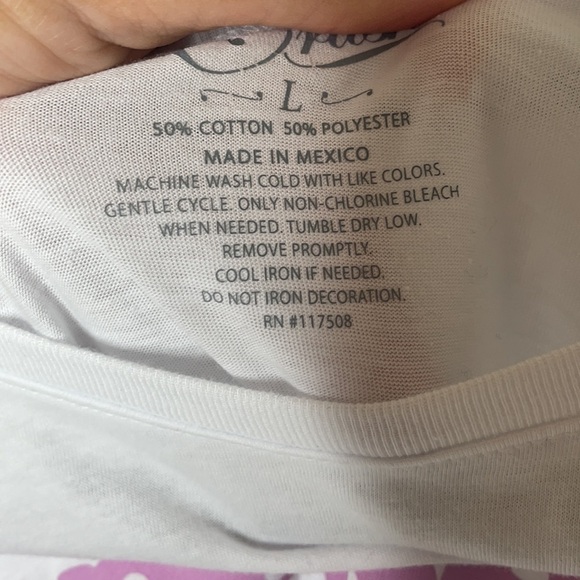 L
50% COTTON 50% POLYESTER
MADE IN MEXICO
MACHINE WASH COLD WITH LIKE COLORS.
GENTLE CYCLE. ONLY NON-CHLORINE BLEACH
WHEN NEEDED. TUMBLE DRY LOW.
REMOVE PROMPTLY.
COOL IRON IF NEEDED.
DO NOT IRON DECORATION.
RN #117508